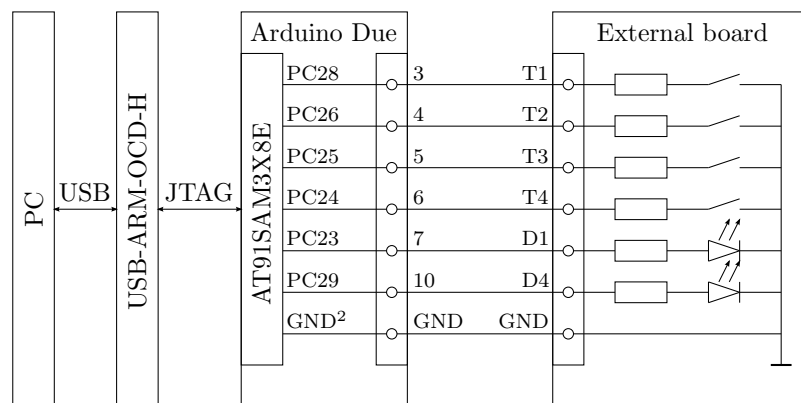 Arduino Due
External board
PC
USB
USB-ARM-OCD-H
JTAG
AT91SAM3X8E
PC28 3 T1
PC26 4 T2
PC25 5 T3
PC24 6 T4
PC23 7 D1
PC29 10 D4
GND² GND GND